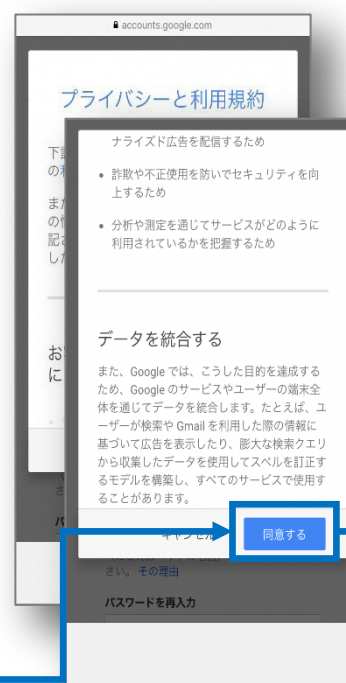 accounts.google.com
プライバシーと利用規約
ナライズド広告を配信するため
• 詐欺や不正使用を防いでセキュリティを向
上するため
• 分析や測定を通じてサービスがどのように
利用されているかを把握するため
データを統合する
また、Google では、こうした目的を達成する
ため、Google のサービスやユーザーの端末全
体を通じてデータを統合します。たとえば、ユ
ーザーが検索や Gmail を利用した際の情報に
基づいて広告を表示したり、膨大な検索クエリ
から収集したデータを使用してスペルを訂正す
るモデルを構築し、すべてのサービスで使用す
ることがあります。
キャンセル
同意する
さい。 その理由
パスワードを再入力